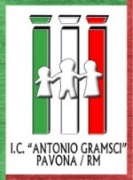 I.C. "ANTONIO GRAMSCI"
PAVONA / RM